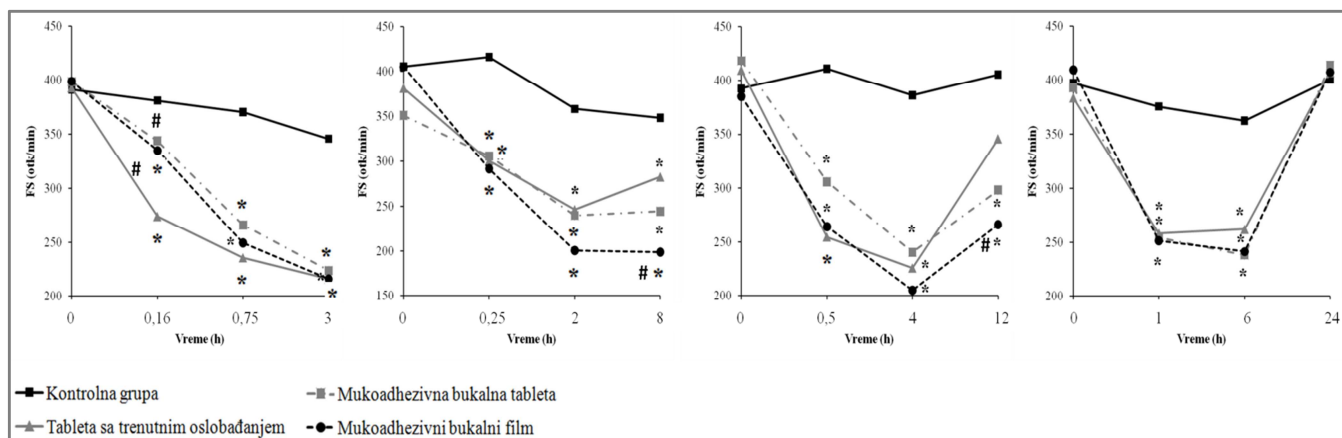 450
400
350
300
250
200
FS (otk/min)
0 0,16 0,75 3
Vreme (h)
# # * * * * * * *
450
400
350
300
250
200
150
FS (otk/min)
0 0,25 2 8
Vreme (h)
* * * * * * * * # *
450
400
350
300
250
200
FS (otk/min)
0 0,5 4 12
Vreme (h)
* * * * * * * # *
450
400
350
300
250
200
FS (otk/min)
0 1 6 24
Vreme (h)
* * * * * *
Kontrolna grupa
Mukoadhezivna bukalna tableta
Tableta sa trenutnim oslobađanjem
Mukoadhezivni bukalni film